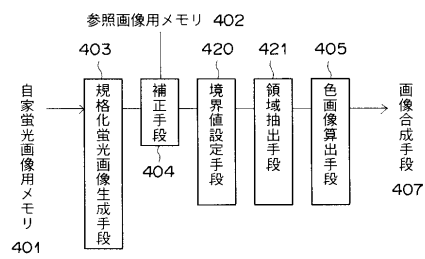 参照画像用メモリ 402
403
420
421
405
自家蛍光画像用メモリ
規格化蛍光画像生成手段
補正手段
境界値設定手段
領域抽出手段
色画像算出手段
画像合成手段
404
407
401